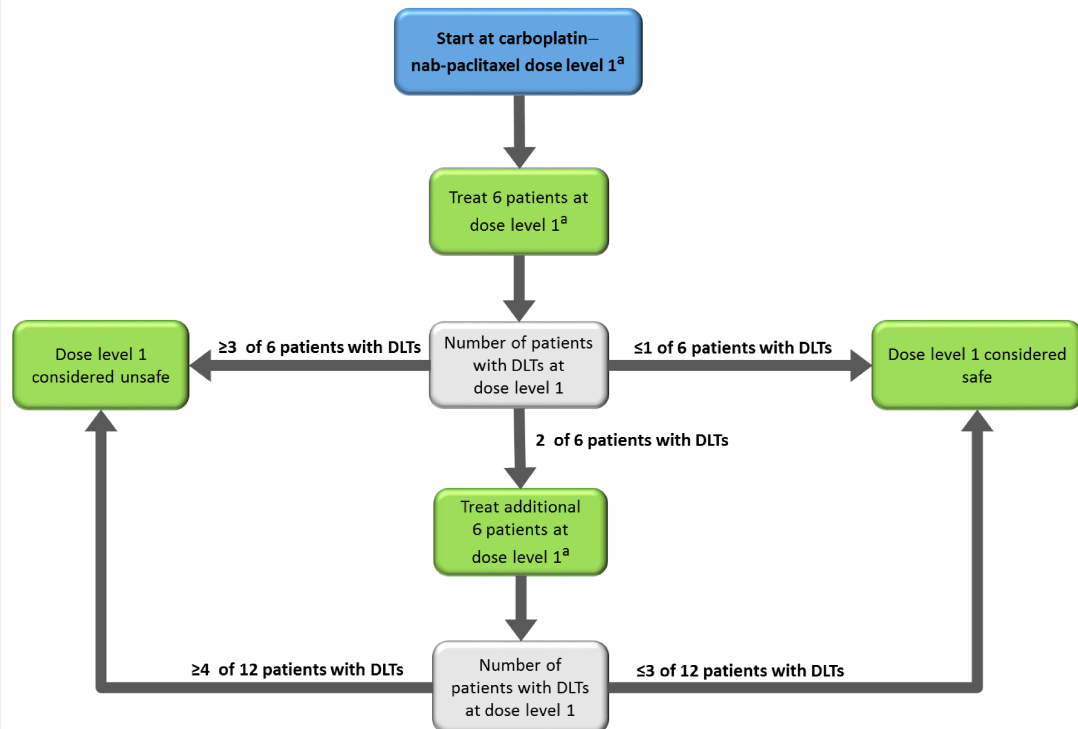 Start at carboplatin–
nab-paclitaxel dose level 1ª
Treat 6 patients at
dose level 1ª
≥3 of 6 patients with DLTs
Number of patients
with DLTs at
dose level 1
≤1 of 6 patients with DLTs
Dose level 1
considered unsafe
Dose level 1 considered
safe
2 of 6 patients with DLTs
Treat additional
6 patients at
dose level 1ª
≥4 of 12 patients with DLTs
Number of
patients with DLTs
at dose level 1
≤3 of 12 patients with DLTs